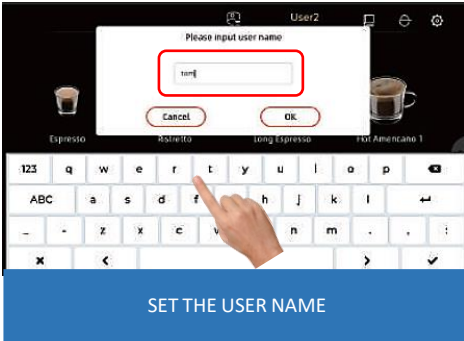 User2
Please input user name
Cancel OK
Espresso Ristretto Long Espresso Hot Americano 1
123 q w e r t y u i o p
ABC a s d f h j k l
_ - z x c v n m . , :
< >
SET THE USER NAME